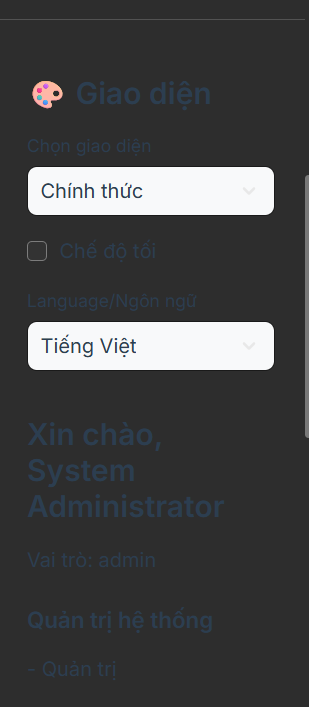 Giao diện
Chọn giao diện
Chính thức
Chế độ tối
Language/Ngôn ngữ
Tiếng Việt
Xin chào,
System
Administrator
Vai trò: admin
Quản trị hệ thống
- Quản trị